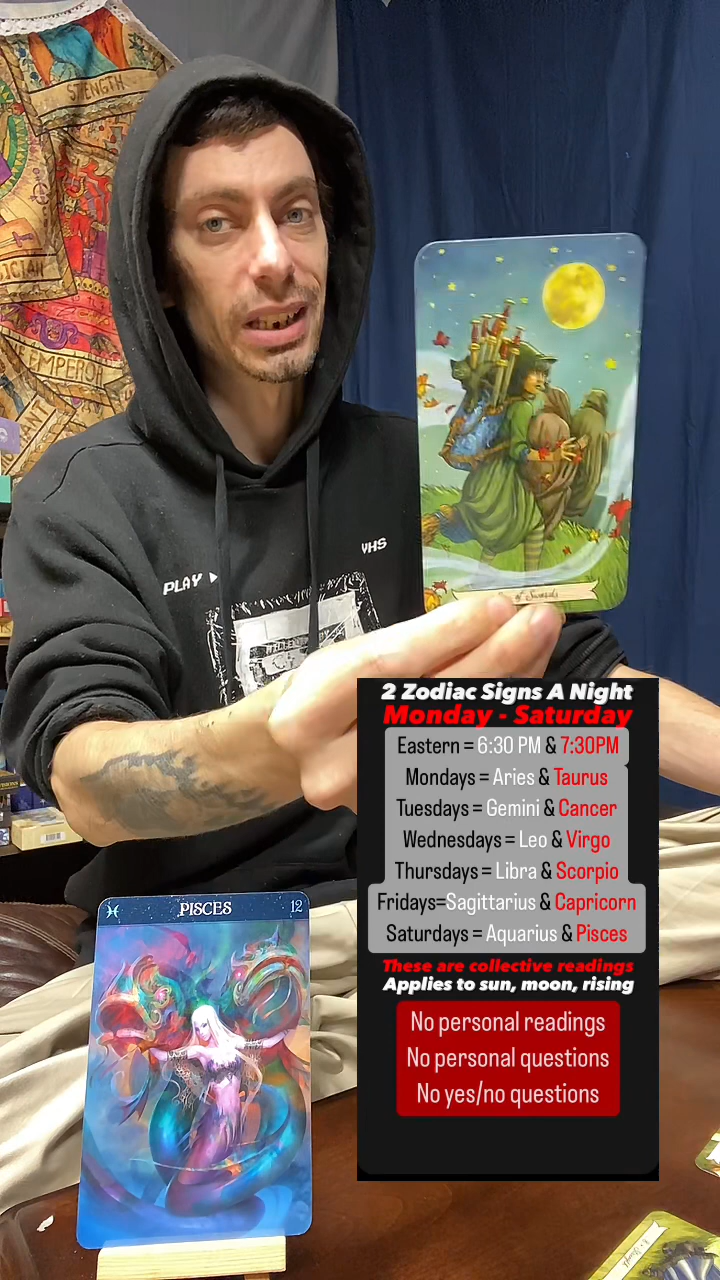 STRENGTH
EMPEROR
PLAY
VHS
of Swords
2 Zodiac Signs A Night
Monday - Saturday
Eastern = 6:30 PM & 7:30PM
Mondays = Aries & Taurus
Tuesdays = Gemini & Cancer
Wednesdays = Leo & Virgo
Thursdays = Libra & Scorpio
Fridays=Sagittarius & Capricorn
Saturdays = Aquarius & Pisces
These are collective readings
Applies to sun, moon, rising
No personal readings
No personal questions
No yes/no questions
PISCES 12